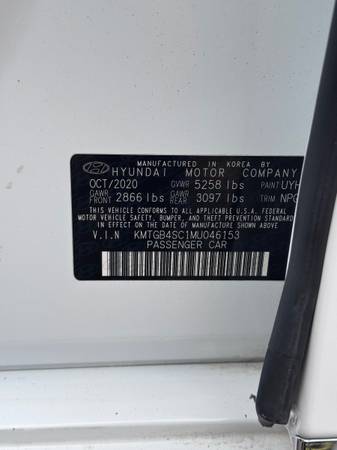 MANUFACTURED IN KOREA BY
HYUNDAI MOTOR COMPANY
OCT/2020 GVWR 5258 lbs PAINT UYH
GAWR FRONT 2866 lbs GAWR REAR 3097 lbs TRIM NPG
THIS VEHICLE CONFORMS TO ALL APPLICABLE U.S.A. FEDERAL
MOTOR VEHICLE SAFETY, BUMPER, AND THEFT PREVENTION
STANDARDS IN EFFECT ON THE DATE OF MANUFACTURE SHOWN ABOVE.
V.I.N KMTGB4SC1MU046153
PASSENGER CAR